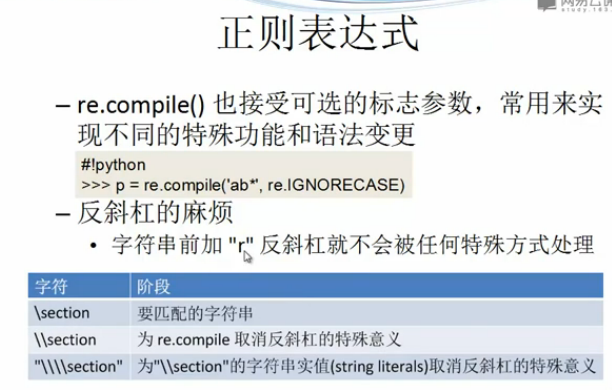 正则表达式
– re.compile() 也接受可选的标志参数，常用来实
现不同的特殊功能和语法变更
#!python
>>> p = re.compile('ab*', re.IGNORECASE)
– 反斜杠的麻烦
• 字符串前加 "r" 反斜杠就不会被任何特殊方式处理
字符 阶段
\section 要匹配的字符串
\\section 为 re.compile 取消反斜杠的特殊意义
"\\\\section" 为"\\section"的字符串实值(string literals)取消反斜杠的特殊意义